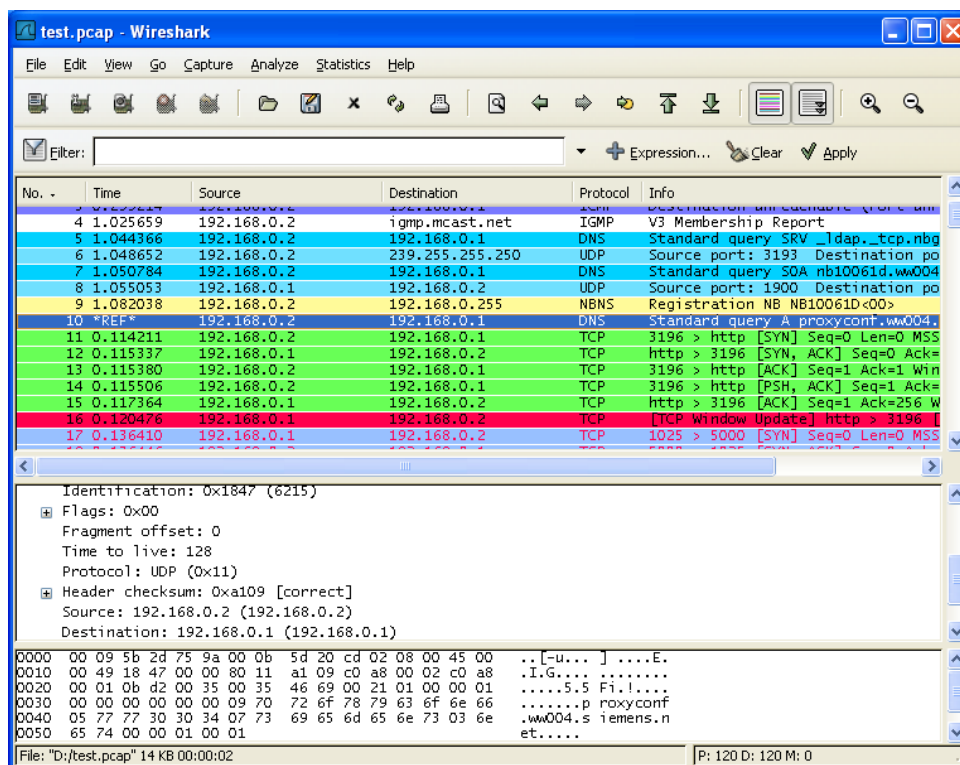 test.pcap - Wireshark
File Edit View Go Capture Analyze Statistics Help
Filter: Expression... Clear Apply
No. - Time Source Destination Protocol Info
4 1.025659 192.168.0.2 igmp.mcast.net IGMP V3 Membership Report
5 1.044366 192.168.0.2 192.168.0.1 DNS Standard query SRV _ldap._tcp.nbg
6 1.048652 192.168.0.2 239.255.255.250 UDP Source port: 3193 Destination po
7 1.050784 192.168.0.2 192.168.0.1 DNS Standard query SOA nb10061d.ww004
8 1.055053 192.168.0.1 192.168.0.2 UDP Source port: 1900 Destination po
9 1.082038 192.168.0.2 192.168.0.255 NBNS Registration NB NB10061D<00>
10 *REF* 192.168.0.2 192.168.0.1 DNS Standard query A proxyconf.ww004.
11 0.114211 192.168.0.2 192.168.0.1 TCP 3196 > http [SYN] Seq=0 Len=0 MSS
12 0.115337 192.168.0.1 192.168.0.2 TCP http > 3196 [SYN, ACK] Seq=0 Ack=
13 0.115380 192.168.0.2 192.168.0.1 TCP 3196 > http [ACK] Seq=1 Ack=1 Win
14 0.115506 192.168.0.2 192.168.0.1 TCP 3196 > http [PSH, ACK] Seq=1 Ack=
15 0.117364 192.168.0.1 192.168.0.2 TCP http > 3196 [ACK] Seq=1 Ack=256 W
16 0.120476 192.168.0.1 192.168.0.2 TCP [TCP Window Update] http > 3196 [
17 0.136410 192.168.0.1 192.168.0.2 TCP 1025 > 5000 [SYN] Seq=0 Len=0 MSS
Identification: 0x1847 (6215)
Flags: 0x00
Fragment offset: 0
Time to live: 128
Protocol: UDP (0x11)
Header checksum: 0xa109 [correct]
Source: 192.168.0.2 (192.168.0.2)
Destination: 192.168.0.1 (192.168.0.1)
0000 00 09 5b 2d 75 9a 00 0b 5d 20 cd 02 08 00 45 00 ..[-u... ] ....E.
0010 00 49 18 47 00 00 80 11 a1 09 c0 a8 00 02 c0 a8 .I.G.... ........
0020 00 01 0b d2 00 35 00 35 46 69 00 21 01 00 00 01 .....5.5 Fi.!....
0030 00 00 00 00 00 00 09 70 72 6f 78 79 63 6f 6e 66 .......p roxyconf
0040 05 77 77 30 30 34 07 73 69 65 6d 65 6e 73 03 6e .ww004.s iemens.n
0050 65 74 00 00 01 00 01 et.....
File: "D:/test.pcap" 14 KB 00:00:02 P: 120 D: 120 M: 0